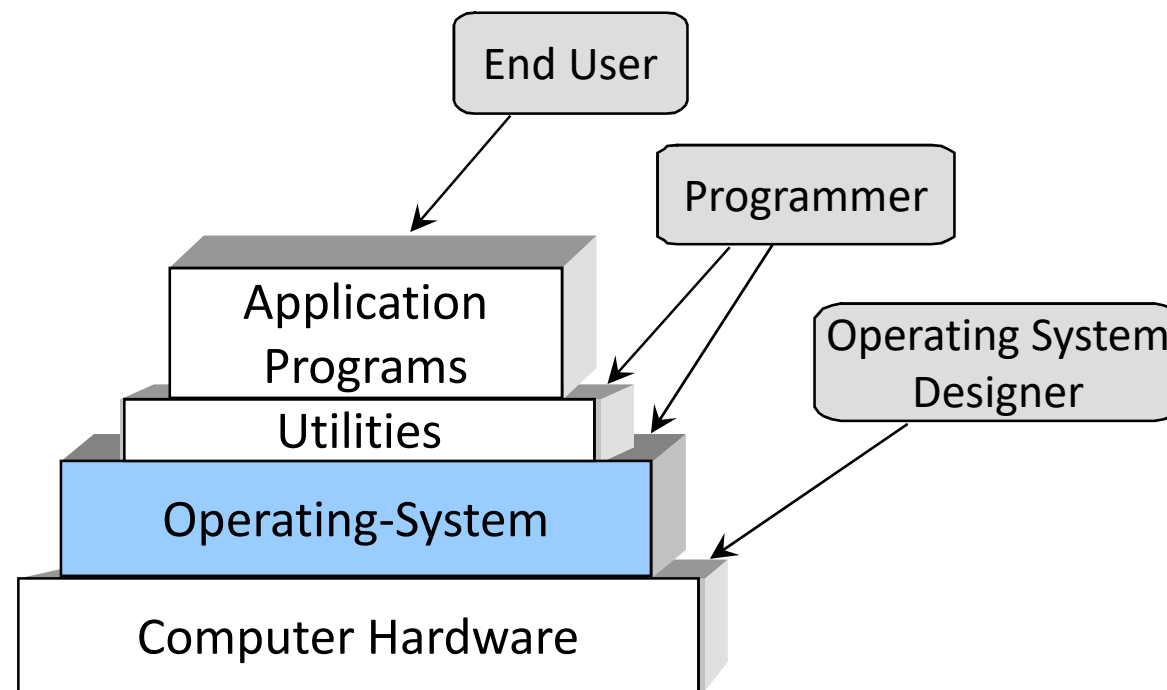 End User
Programmer
Application
Programs
Operating System
Designer
Utilities
Operating-System
Computer Hardware